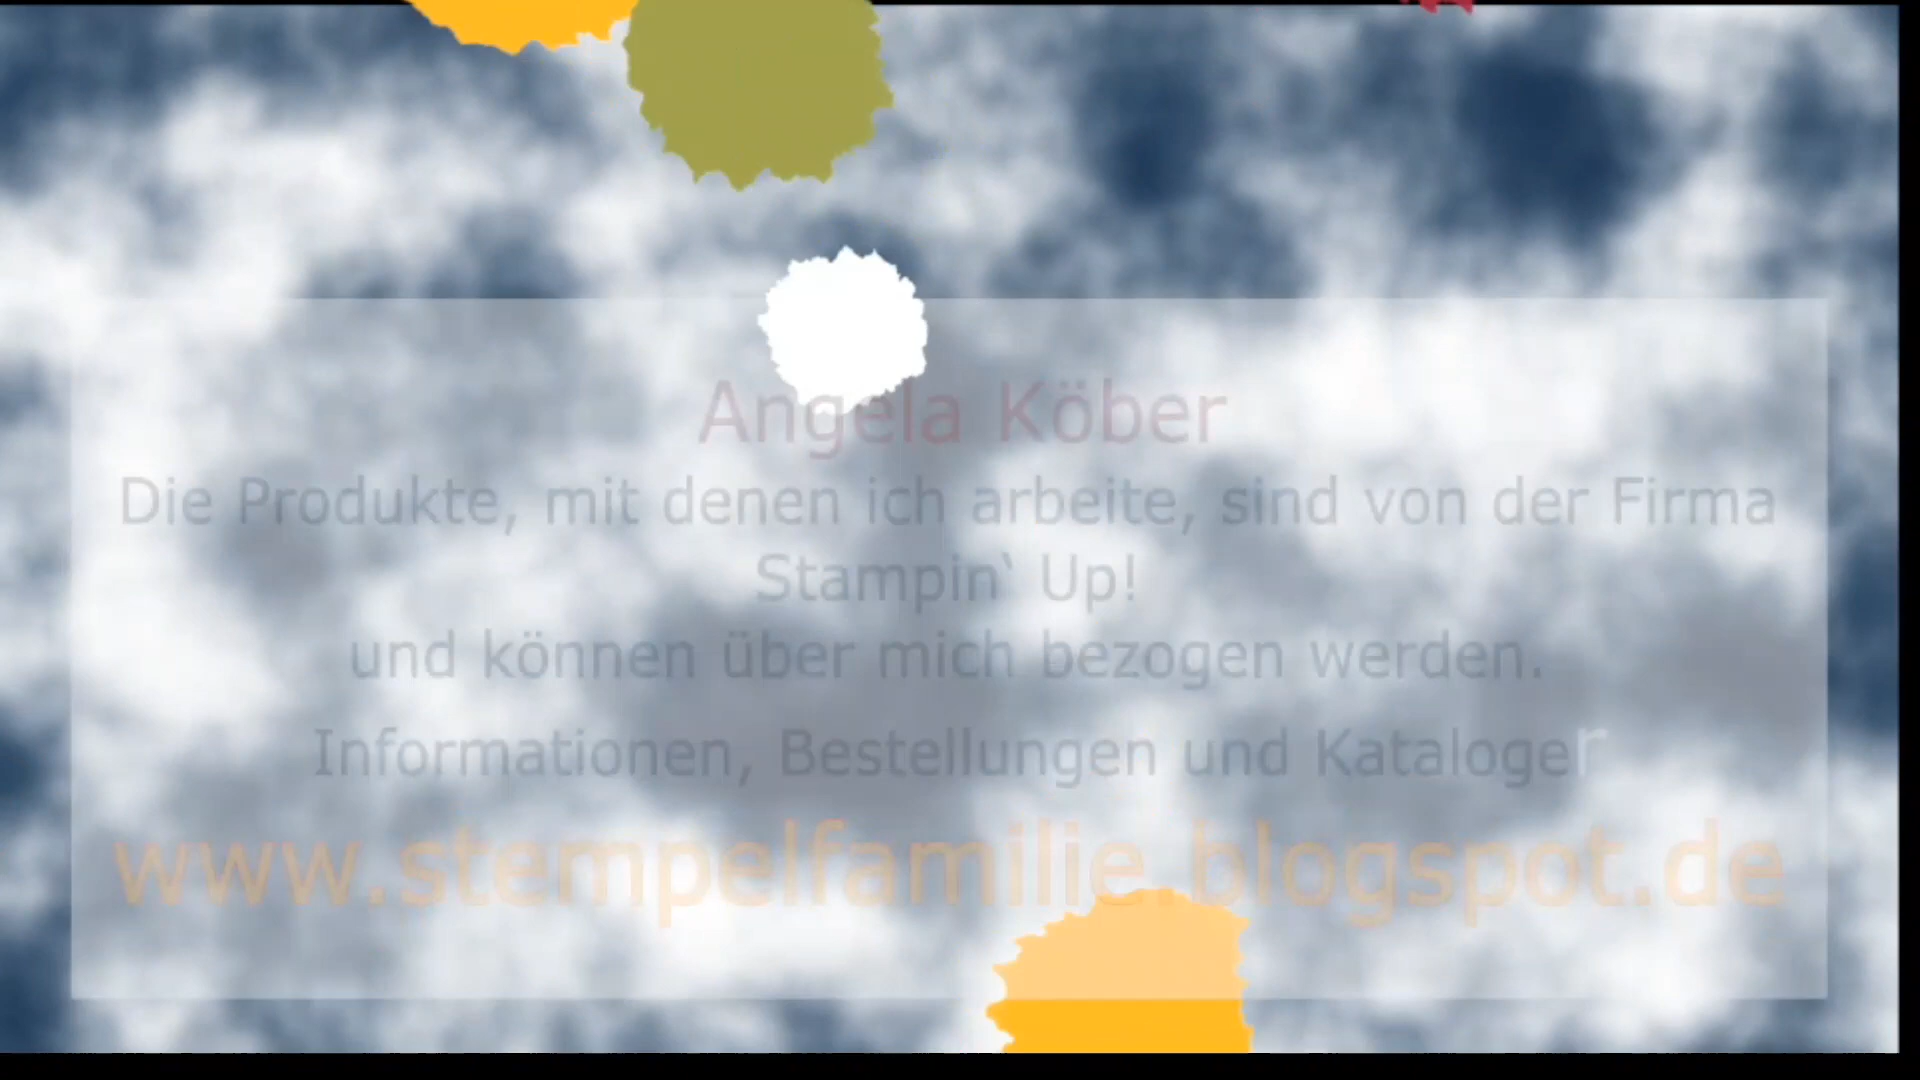 Angela Köber
Die Produkte, mit denen ich arbeite, sind von der Firma
Stampin` Up!
und können über mich bezogen werden.
Informationen, Bestellungen und Kataloger
www.stempelfamilie.blogspot.de